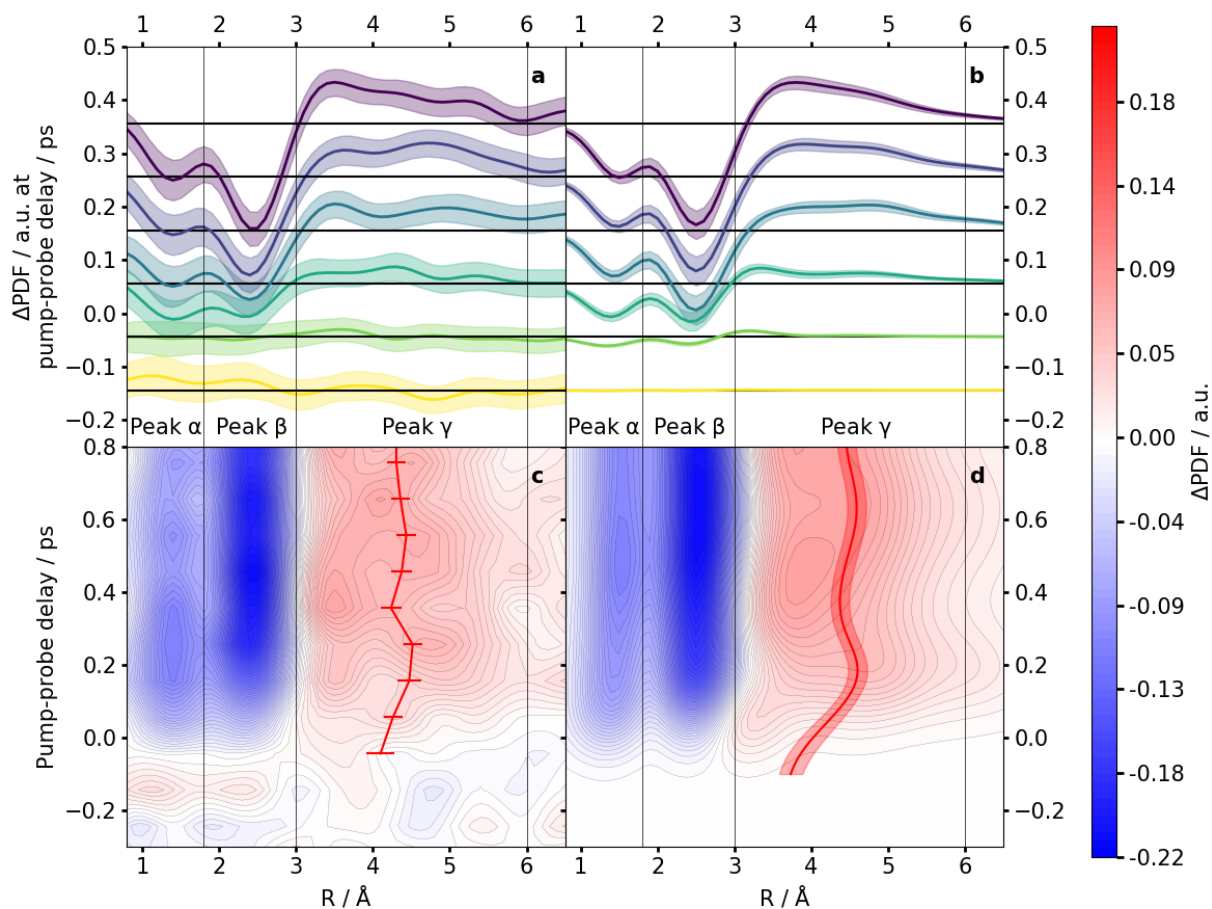 1 2 3 4 5 6 1 2 3 4 5 6
0.5 a b 0.5
0.4 0.4
0.3 0.3
0.2 0.2
0.1 0.1
0.0 0.0
−0.1 −0.1
−0.2 −0.2
ΔPDF / a.u. at
pump-probe delay / ps
Peak α Peak β Peak γ Peak α Peak β Peak γ
0.8 c d 0.8
0.6 0.6
0.4 0.4
0.2 0.2
0.0 0.0
−0.2 −0.2
Pump-probe delay / ps
1 2 3 4 5 6 1 2 3 4 5 6
R / Å R / Å
0.18
0.14
0.09
0.05
0.00
-0.04
-0.09
-0.13
-0.18
-0.22
ΔPDF / a.u.